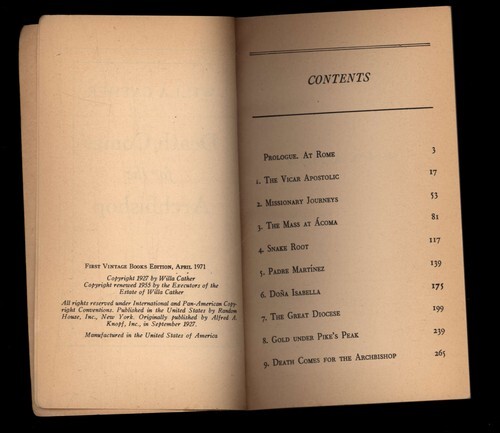 FIRST VINTAGE BOOKS EDITION, APRIL 1971
Copyright 1927 by Willa Cather
Copyright renewed 1955 by the Executors of the
Estate of Willa Cather
All rights reserved under International and Pan-American Copy-
right Conventions. Published in the United States by Random
House, Inc., New York. Originally published by Alfred A.
Knopf, Inc., in September 1927.
Manufactured in the United States of America
CONTENTS
PROLOGUE. AT ROME 3
1. THE VICAR APOSTOLIC 17
2. MISSIONARY JOURNEYS 53
3. THE MASS AT ÁCOMA 81
4. SNAKE ROOT 117
5. PADRE MARTÍNEZ 139
6. DOÑA ISABELLA 175
7. THE GREAT DIOCESE 199
8. GOLD UNDER PIKE'S PEAK 239
9. DEATH COMES FOR THE ARCHBISHOP 265